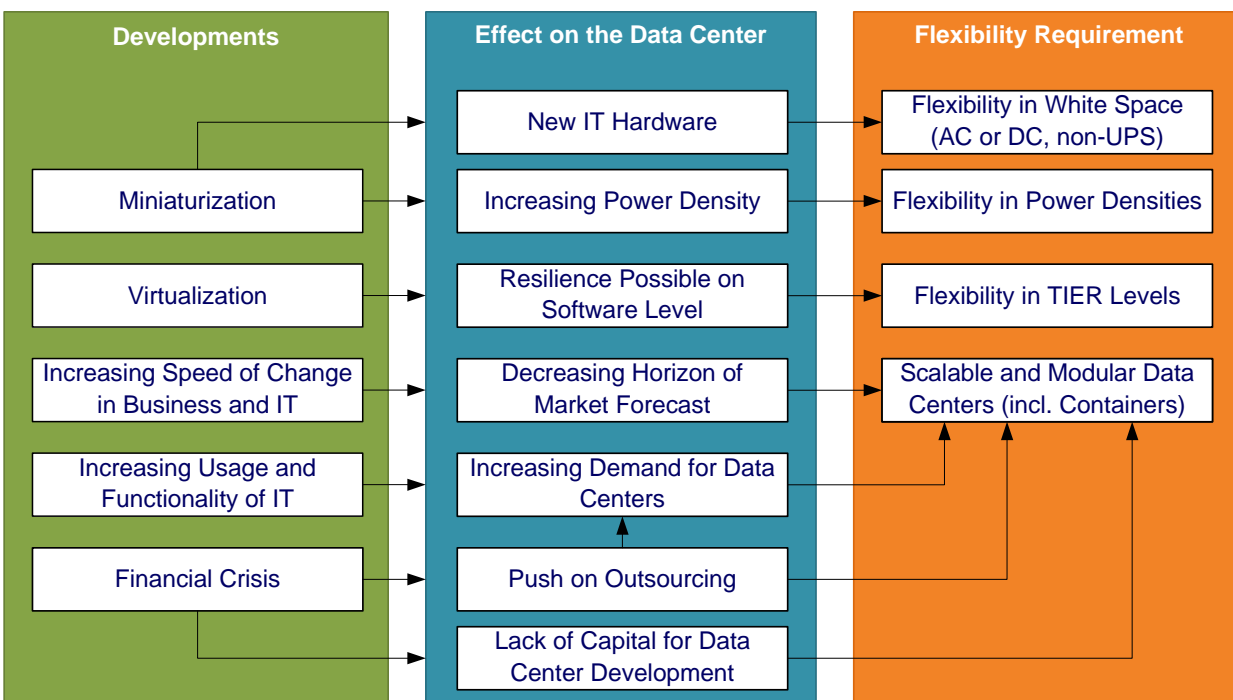 Developments
Effect on the Data Center
Flexibility Requirement
New IT Hardware
Flexibility in White Space
(AC or DC, non-UPS)
Miniaturization
Increasing Power Density
Flexibility in Power Densities
Virtualization
Resilience Possible on
Software Level
Flexibility in TIER Levels
Increasing Speed of Change
in Business and IT
Decreasing Horizon of
Market Forecast
Scalable and Modular Data
Centers (incl. Containers)
Increasing Usage and
Functionality of IT
Increasing Demand for Data
Centers
Financial Crisis
Push on Outsourcing
Lack of Capital for Data
Center Development